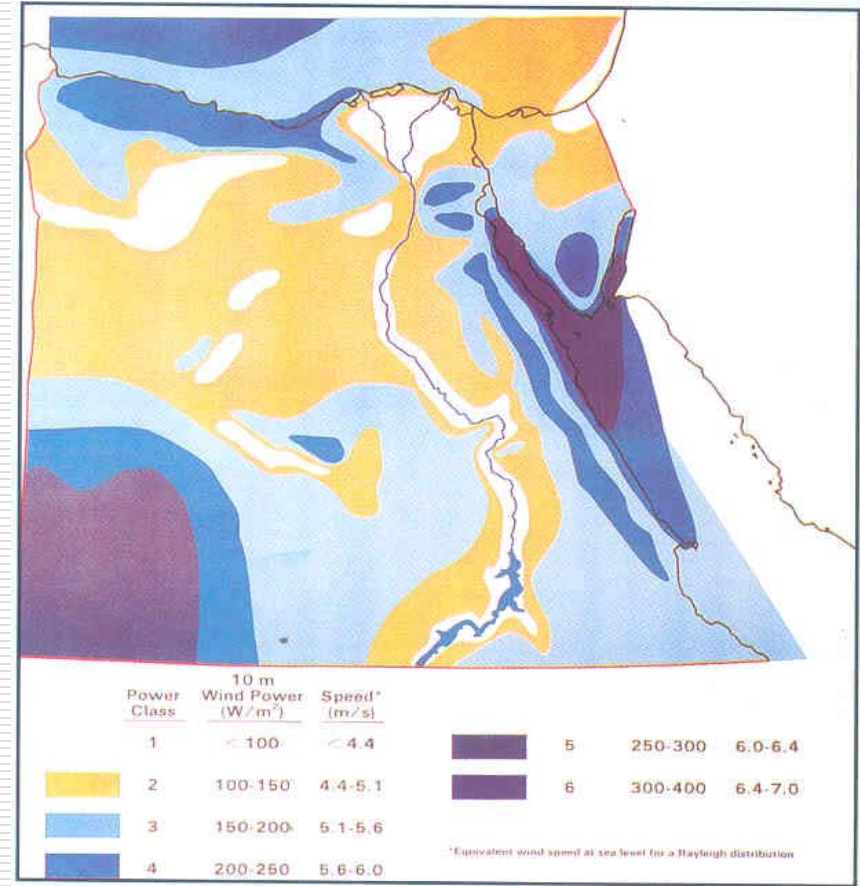 10 m
Power Wind Power Speed*
Class (W/m²) (m/s)
1 <100 <4.4
2 100-150 4.4-5.1
3 150-200 5.1-5.6
4 200-250 5.6-6.0
5 250-300 6.0-6.4
6 300-400 6.4-7.0
*Equivalent wind speed at sea level for a Rayleigh distribution